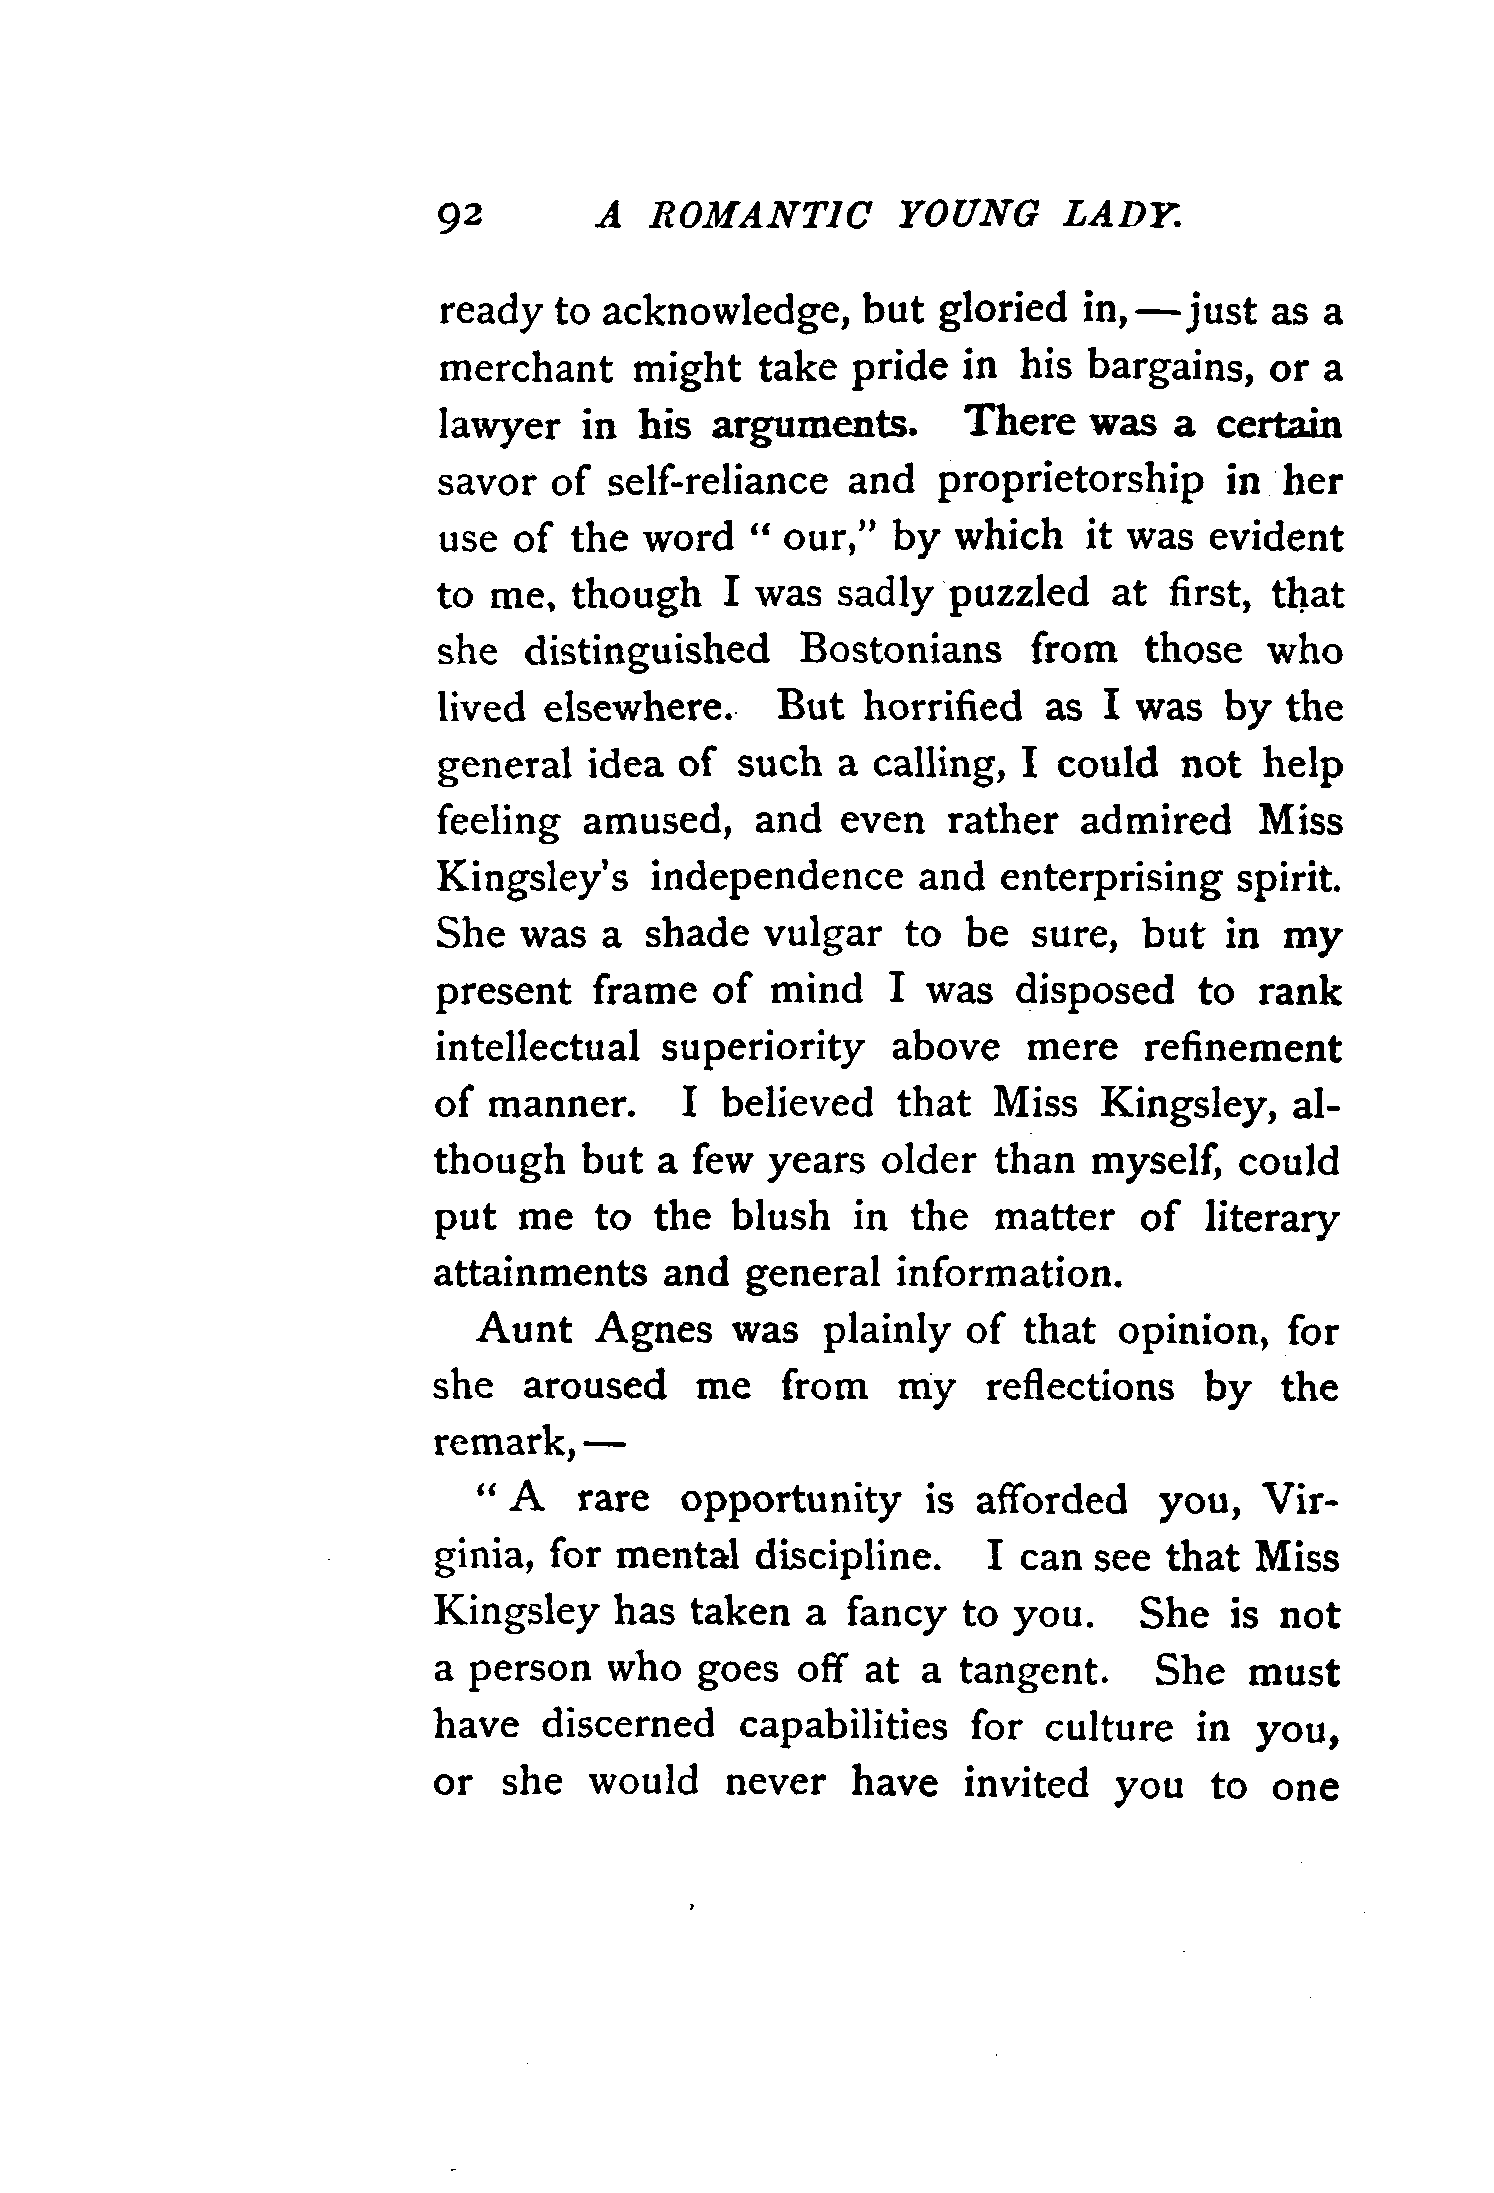 92 A ROMANTIC YOUNG LADY.
ready to acknowledge, but gloried in,—just as a
merchant might take pride in his bargains, or a
lawyer in his arguments. There was a certain
savor of self-reliance and proprietorship in her
use of the word “ our,” by which it was evident
to me, though I was sadly puzzled at first, that
she distinguished Bostonians from those who
lived elsewhere. But horrified as I was by the
general idea of such a calling, I could not help
feeling amused, and even rather admired Miss
Kingsley's independence and enterprising spirit.
She was a shade vulgar to be sure, but in my
present frame of mind I was disposed to rank
intellectual superiority above mere refinement
of manner. I believed that Miss Kingsley, al-
though but a few years older than myself, could
put me to the blush in the matter of literary
attainments and general information.
Aunt Agnes was plainly of that opinion, for
she aroused me from my reflections by the
remark,—
“ A rare opportunity is afforded you, Vir-
ginia, for mental discipline. I can see that Miss
Kingsley has taken a fancy to you. She is not
a person who goes off at a tangent. She must
have discerned capabilities for culture in you,
or she would never have invited you to one